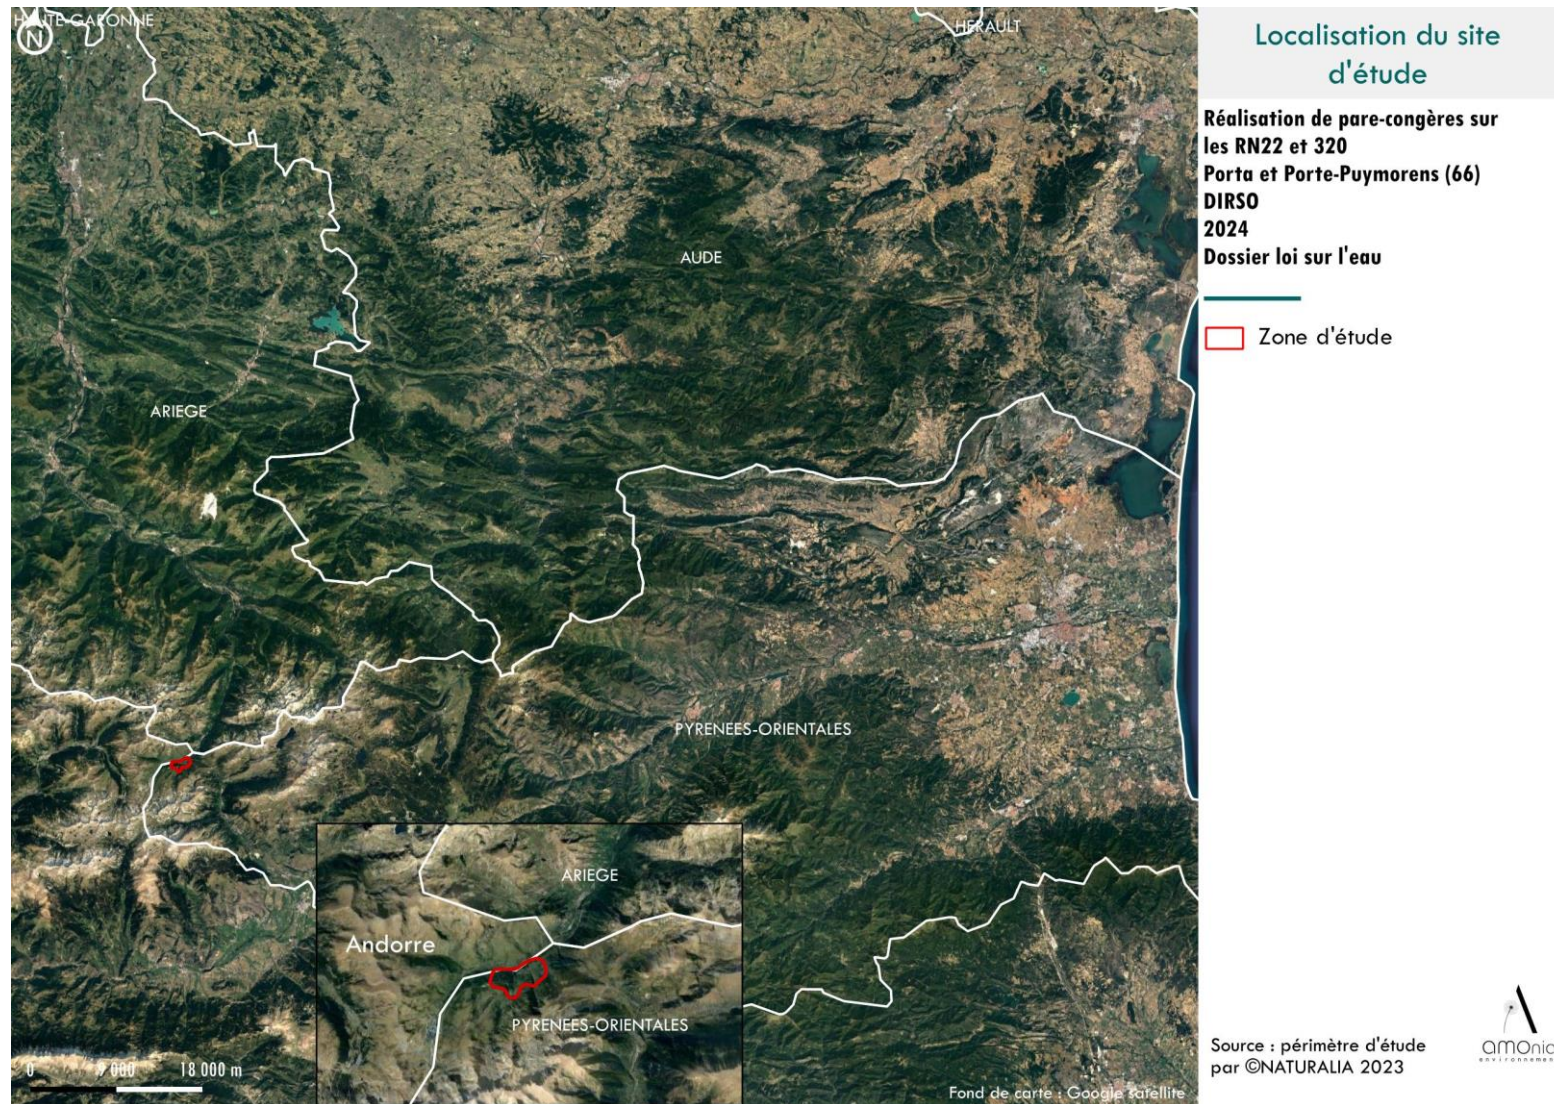 HAUTE-GARONNE
N
HERAULT
AUDE
ARIEGE
PYRENEES-ORIENTALES
ARIEGE
Andorre
PYRENEES-ORIENTALES
0 9 000 18 000 m
Fond de carte : Google satellite
Localisation du site
d'étude
Réalisation de pare-congères sur
les RN22 et 320
Porta et Porte-Puymorens (66)
DIRSO
2024
Dossier loi sur l'eau
Zone d'étude
Source : périmètre d'étude
par ©NATURALIA 2023
amonia
environnement